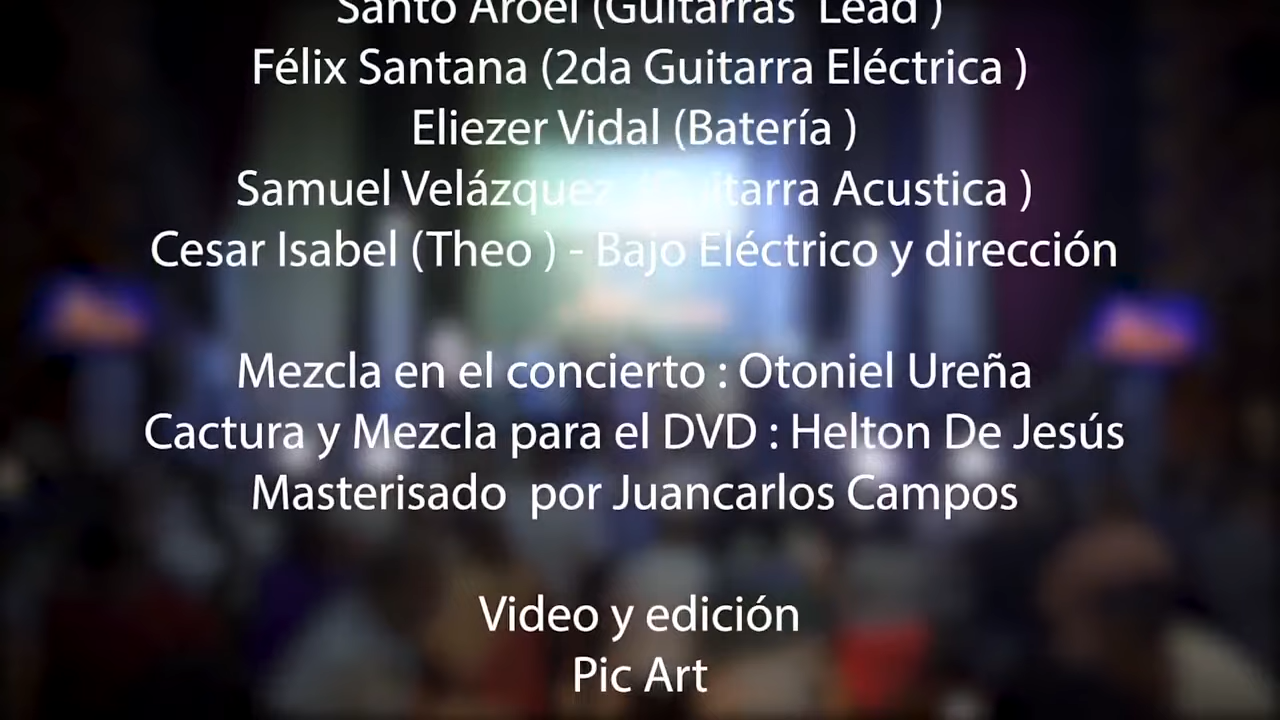 Santo Aroel (Guitarras Lead )
Félix Santana (2da Guitarra Eléctrica )
Eliezer Vidal (Batería )
Samuel Velázquez (Guitarra Acustica )
Cesar Isabel (Theo ) - Bajo Eléctrico y dirección
Mezcla en el concierto : Otoniel Ureña
Cactura y Mezcla para el DVD : Helton De Jesús
Masterisado por Juancarlos Campos
Video y edición
Pic Art